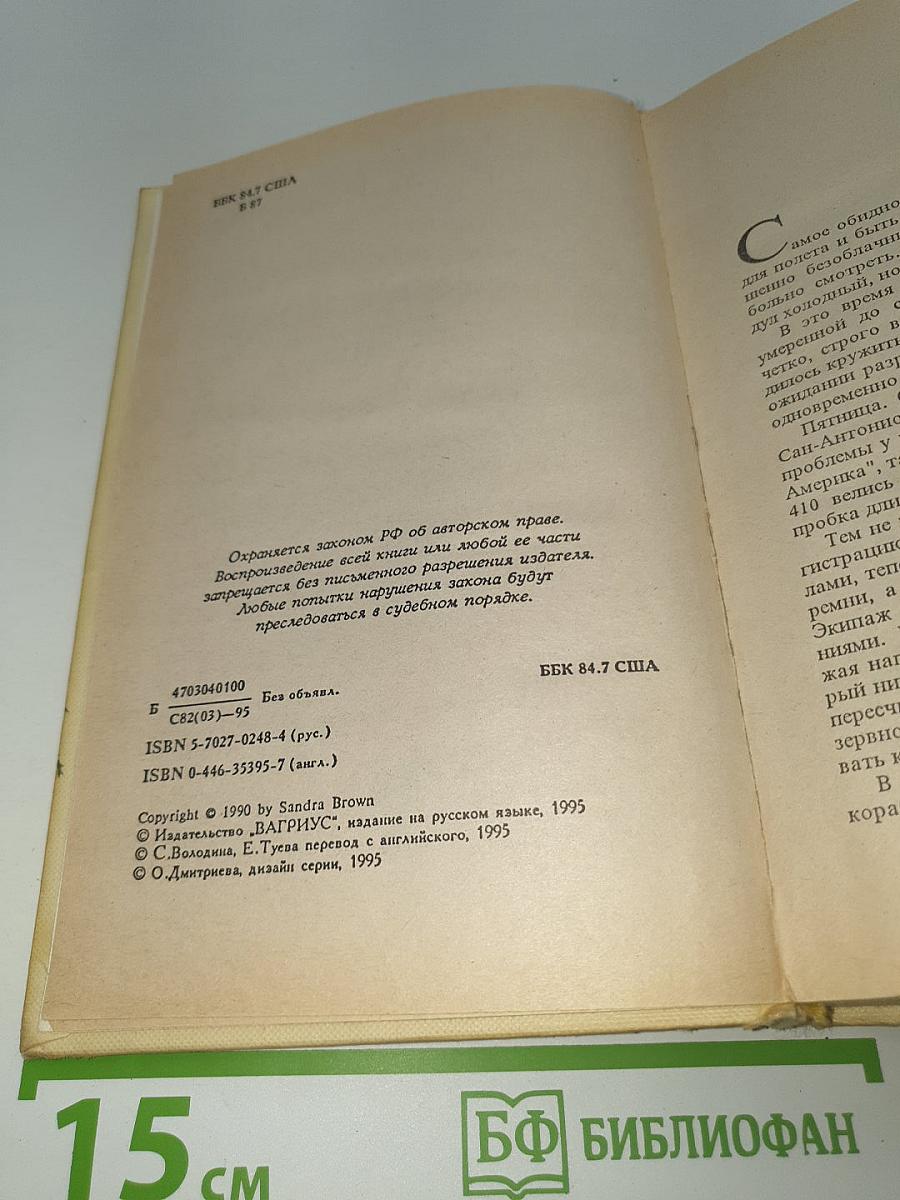 ББК 84.7 США
Б 87
Охраняется законом РФ об авторском праве.
Воспроизведение всей книги или любой ее части
запрещается без письменного разрешения издателя.
Любые попытки нарушения закона будут
преследоваться в судебном порядке.
Б 4703040100 Без объявл.
С82(03)—95
ББК 84.7 США
ISBN 5-7027-0248-4 (рус.)
ISBN 0-446-35395-7 (англ.)
Copyright © 1990 by Sandra Brown
© Издательство „ВАГРИУС“, издание на русском языке, 1995
© С.Володина, Е.Туева перевод с английского, 1995
© О.Дмитриева, дизайн серии, 1995
Самое обидно
для полета и быть
шенно безоблачн
больно смотреть.
дул холодный, но
В это время
умеренной до с
четко, строго в
дилось кружить
ожидании разр
одновременно
Пятница.
Сан-Антонио
проблемы у
Америка", та
410 велись
пробка дли
Тем не
гистрацию
лами, теп
ремни, а
Экипаж
ниями.
жая нап
рый ни
пересч
зервно
вать к
В
кора
15 см
БФ БИБЛИОФАН